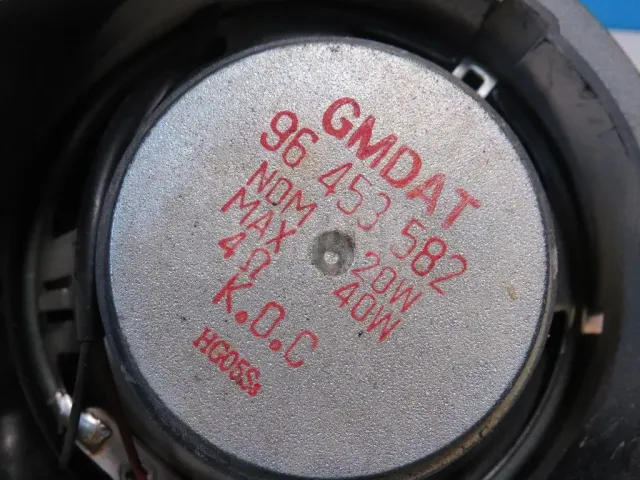 GMDAT
96 453 582
NOM 20W
MAX 40W
4Ω
K.O.C
HG05S₃